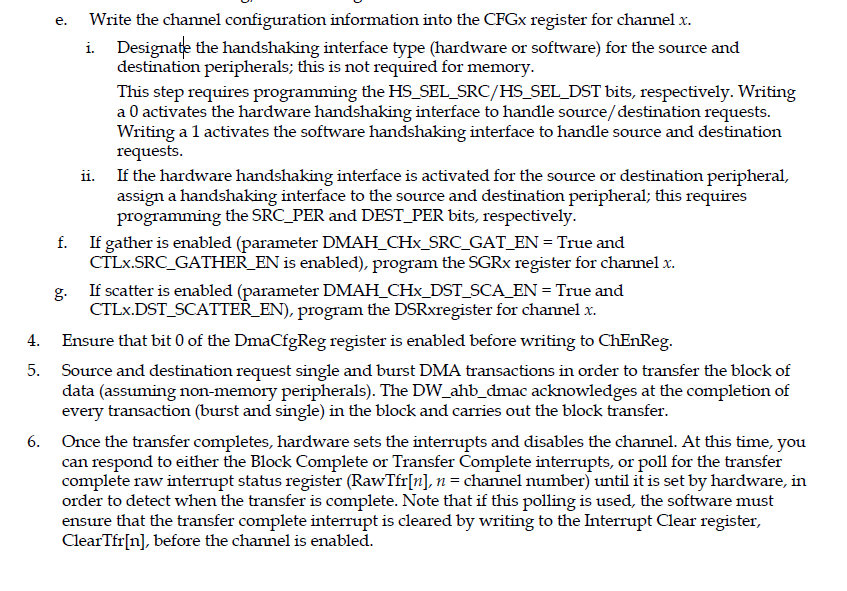 e. Write the channel configuration information into the CFGx register for channel x.
i. Designate the handshaking interface type (hardware or software) for the source and
destination peripherals; this is not required for memory.
This step requires programming the HS_SEL_SRC/HS_SEL_DST bits, respectively. Writing
a 0 activates the hardware handshaking interface to handle source/destination requests.
Writing a 1 activates the software handshaking interface to handle source and destination
requests.
ii. If the hardware handshaking interface is activated for the source or destination peripheral,
assign a handshaking interface to the source and destination peripheral; this requires
programming the SRC_PER and DEST_PER bits, respectively.
f. If gather is enabled (parameter DMAH_CHx_SRC_GAT_EN = True and
CTLx.SRC_GATHER_EN is enabled), program the SGRx register for channel x.
g. If scatter is enabled (parameter DMAH_CHx_DST_SCA_EN = True and
CTLx.DST_SCATTER_EN), program the DSRxregister for channel x.
4. Ensure that bit 0 of the DmaCfgReg register is enabled before writing to ChEnReg.
5. Source and destination request single and burst DMA transactions in order to transfer the block of
data (assuming non-memory peripherals). The DW_ahb_dmac acknowledges at the completion of
every transaction (burst and single) in the block and carries out the block transfer.
6. Once the transfer completes, hardware sets the interrupts and disables the channel. At this time, you
can respond to either the Block Complete or Transfer Complete interrupts, or poll for the transfer
complete raw interrupt status register (RawTfr[n], n = channel number) until it is set by hardware, in
order to detect when the transfer is complete. Note that if this polling is used, the software must
ensure that the transfer complete interrupt is cleared by writing to the Interrupt Clear register,
ClearTfr[n], before the channel is enabled.